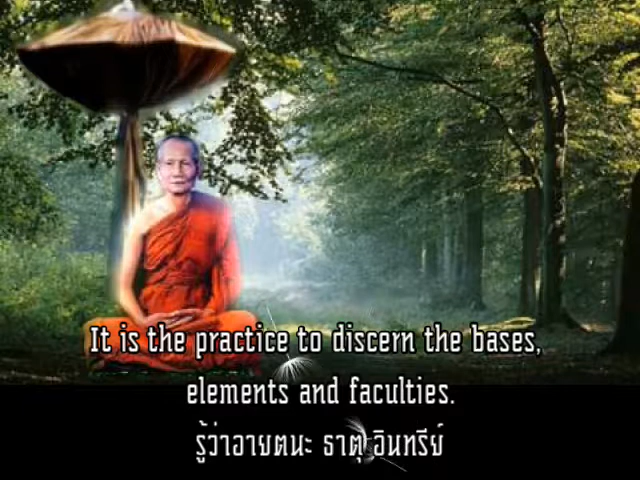 It is the practice to discern the bases,
elements and faculties.
รู้ว่าอายตนะ ธาตุ อินทรีย์